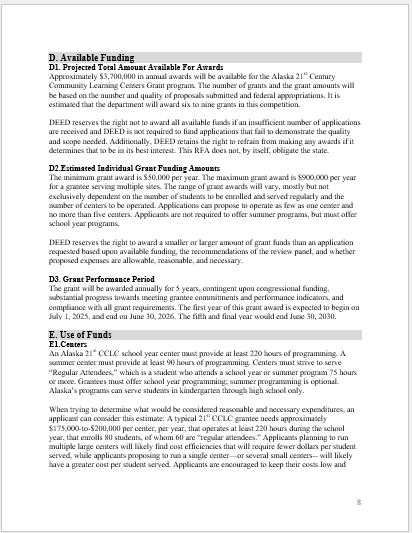 D. Available Funding
D1. Projected Total Amount Available For Awards
Approximately $3,700,000 in annual awards will be available for the Alaska 21st Century
Community Learning Centers Grant program. The number of grants and the grant amounts will
be based on the number and quality of proposals submitted and federal appropriations. It is
estimated that the department will award six to nine grants in this competition.
DEED reserves the right not to award all available funds if an insufficient number of applications
are received and DEED is not required to fund applications that fail to demonstrate the quality
and scope needed. Additionally, DEED retains the right to refrain from making any awards if it
determines that to be in its best interest. This RFA does not, by itself, obligate the state.
D2.Estimated Individual Grant Funding Amounts
The minimum grant award is $50,000 per year. The maximum grant award is $900,000 per year
for a grantee serving multiple sites. The range of grant awards will vary, mostly but not
exclusively dependent on the number of students to be enrolled and served regularly and the
number of centers to be operated. Applications can propose to operate as few as one center and
no more than five centers. Applicants are not required to offer summer programs, but must offer
school year programs.
DEED reserves the right to award a smaller or larger amount of grant funds than an application
requested based upon available funding, the recommendations of the review panel, and whether
proposed expenses are allowable, reasonable, and necessary.
D3. Grant Performance Period
The grant will be awarded annually for 5 years, contingent upon congressional funding,
substantial progress towards meeting grantee commitments and performance indicators, and
compliance with all grant requirements. The first year of this grant award is expected to begin on
July 1, 2025, and end on June 30, 2026. The fifth and final year would end June 30, 2030.
E. Use of Funds
E1.Centers
An Alaska 21st CCLC school year center must provide at least 220 hours of programming. A
summer center must provide at least 90 hours of programming. Centers must strive to serve
“Regular Attendees,” which is a student who attends a school year or summer program 75 hours
or more. Grantees must offer school year programming; summer programming is optional.
Alaska’s programs can serve students in kindergarten through high school only.
When trying to determine what would be considered reasonable and necessary expenditures, an
applicant can consider this estimate: A typical 21st CCLC grantee needs approximately
$175,000-to-$200,000 per center, per year, that operates at least 220 hours during the school
year, that enrolls 80 students, of whom 60 are “regular attendees.” Applicants planning to run
multiple large centers will likely find cost efficiencies that will require fewer dollars per student
served, while applicants proposing to run a single center—or several small centers-- will likely
have a greater cost per student served. Applicants are encouraged to keep their costs low and
8